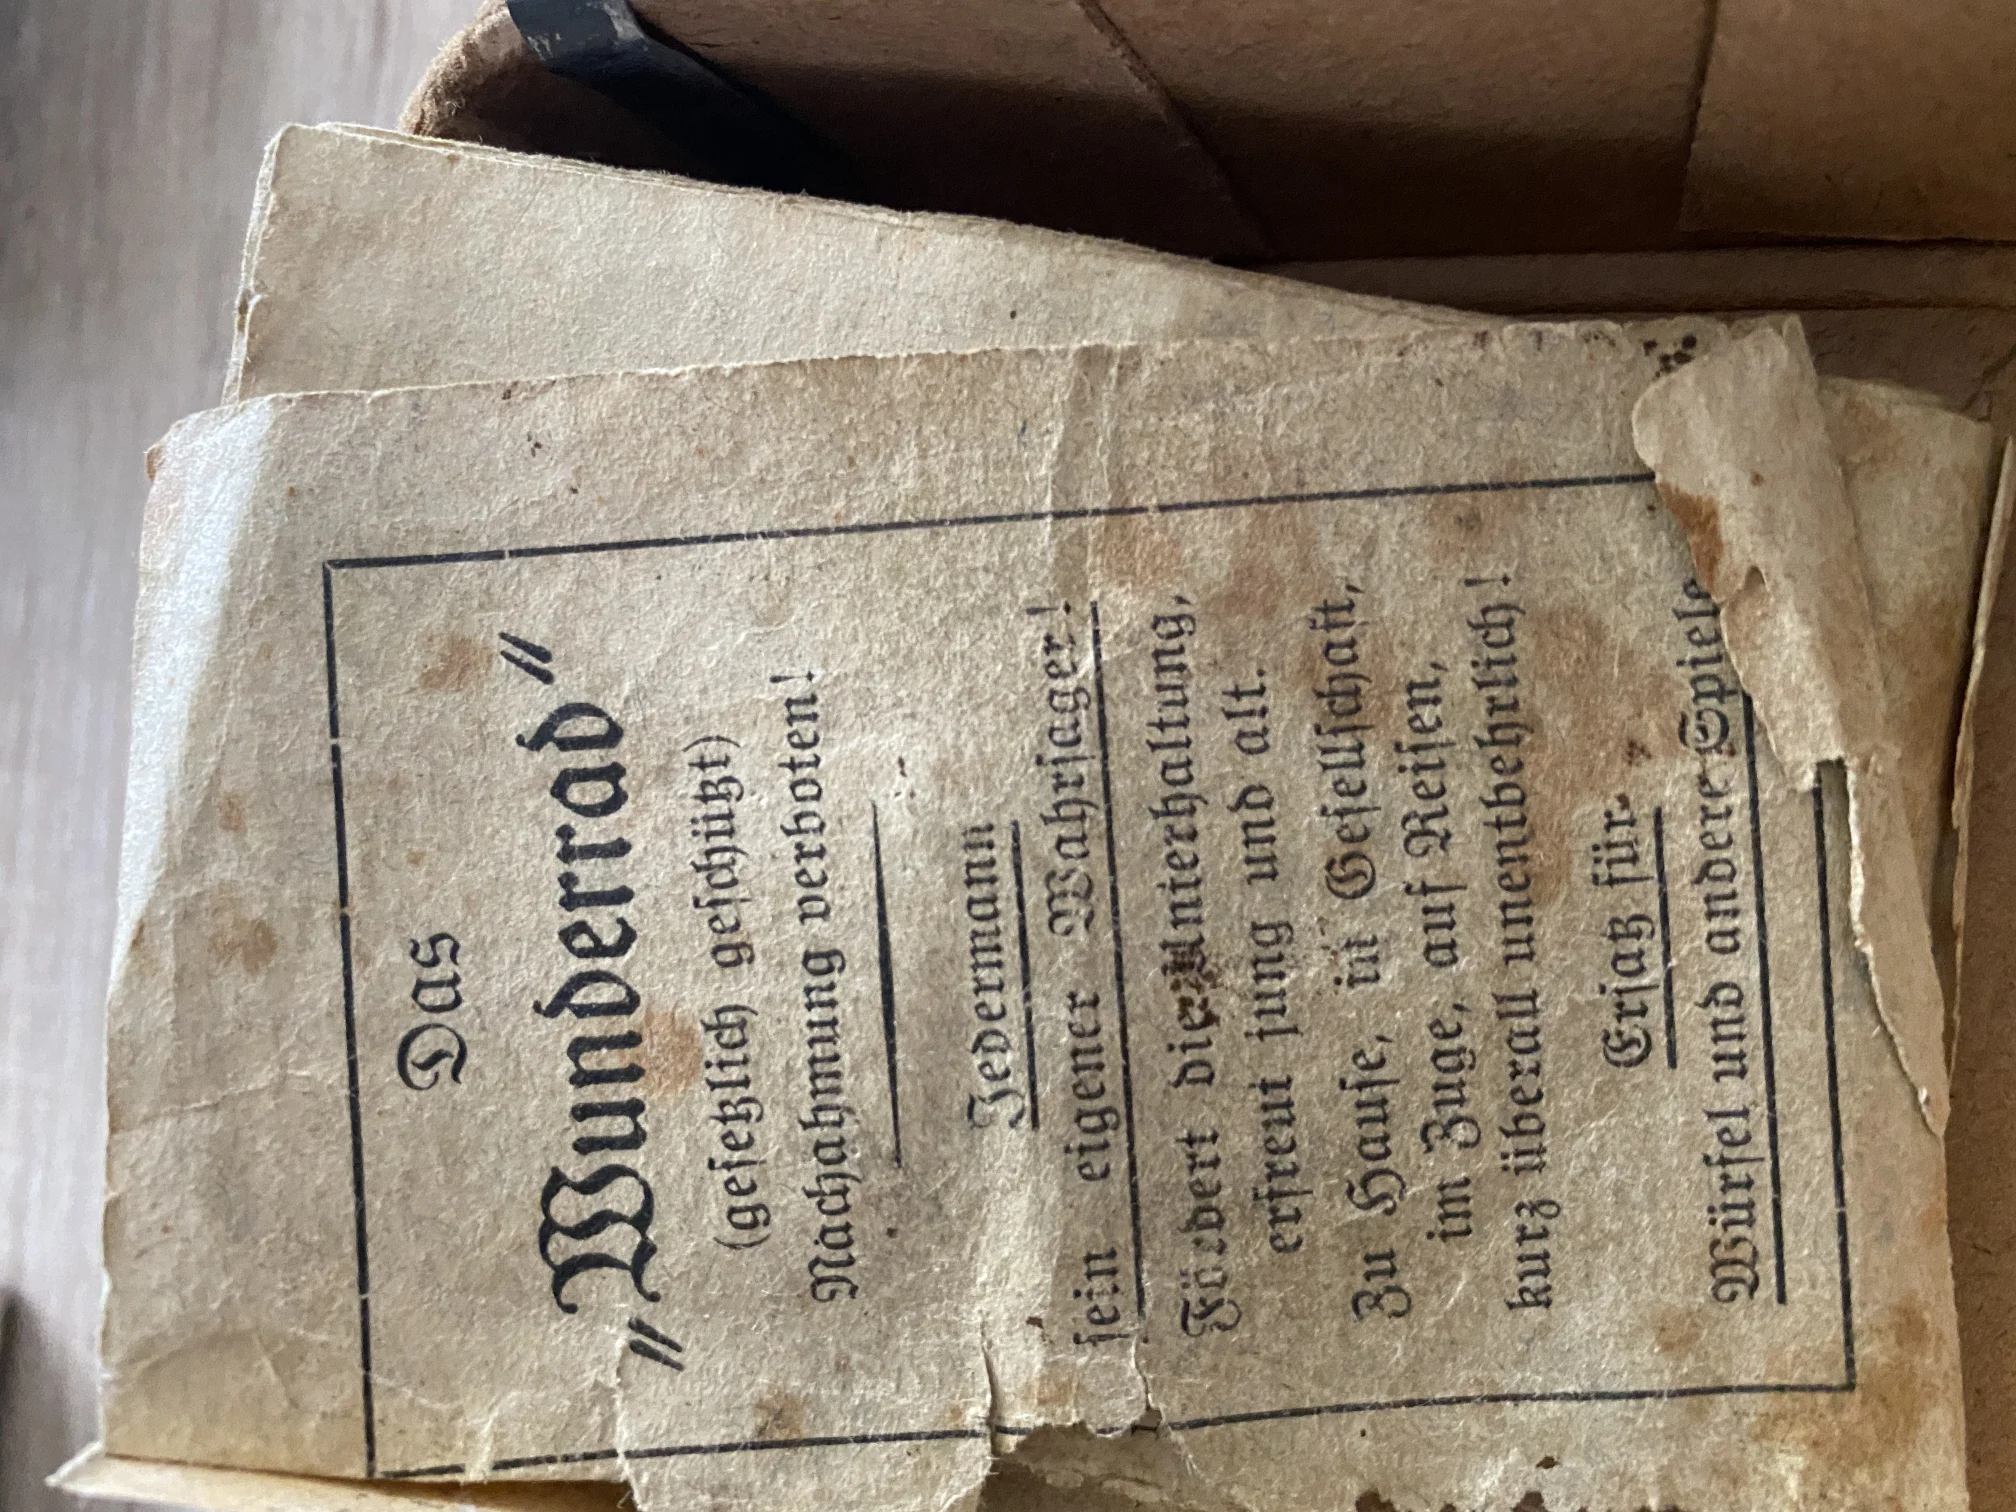 Das
„Wunderrad“
(gesetzlich geschützt)
Nachahmung verboten!
Jedermann
sein eigener Wahrsager!
Fördert die Unterhaltung,
erfreut jung und alt.
Zu Hause, in Gesellschaft,
im Zuge, auf Reisen,
kurz überall unentbehrlich!
Ersatz für
Würfel und andere Spiele